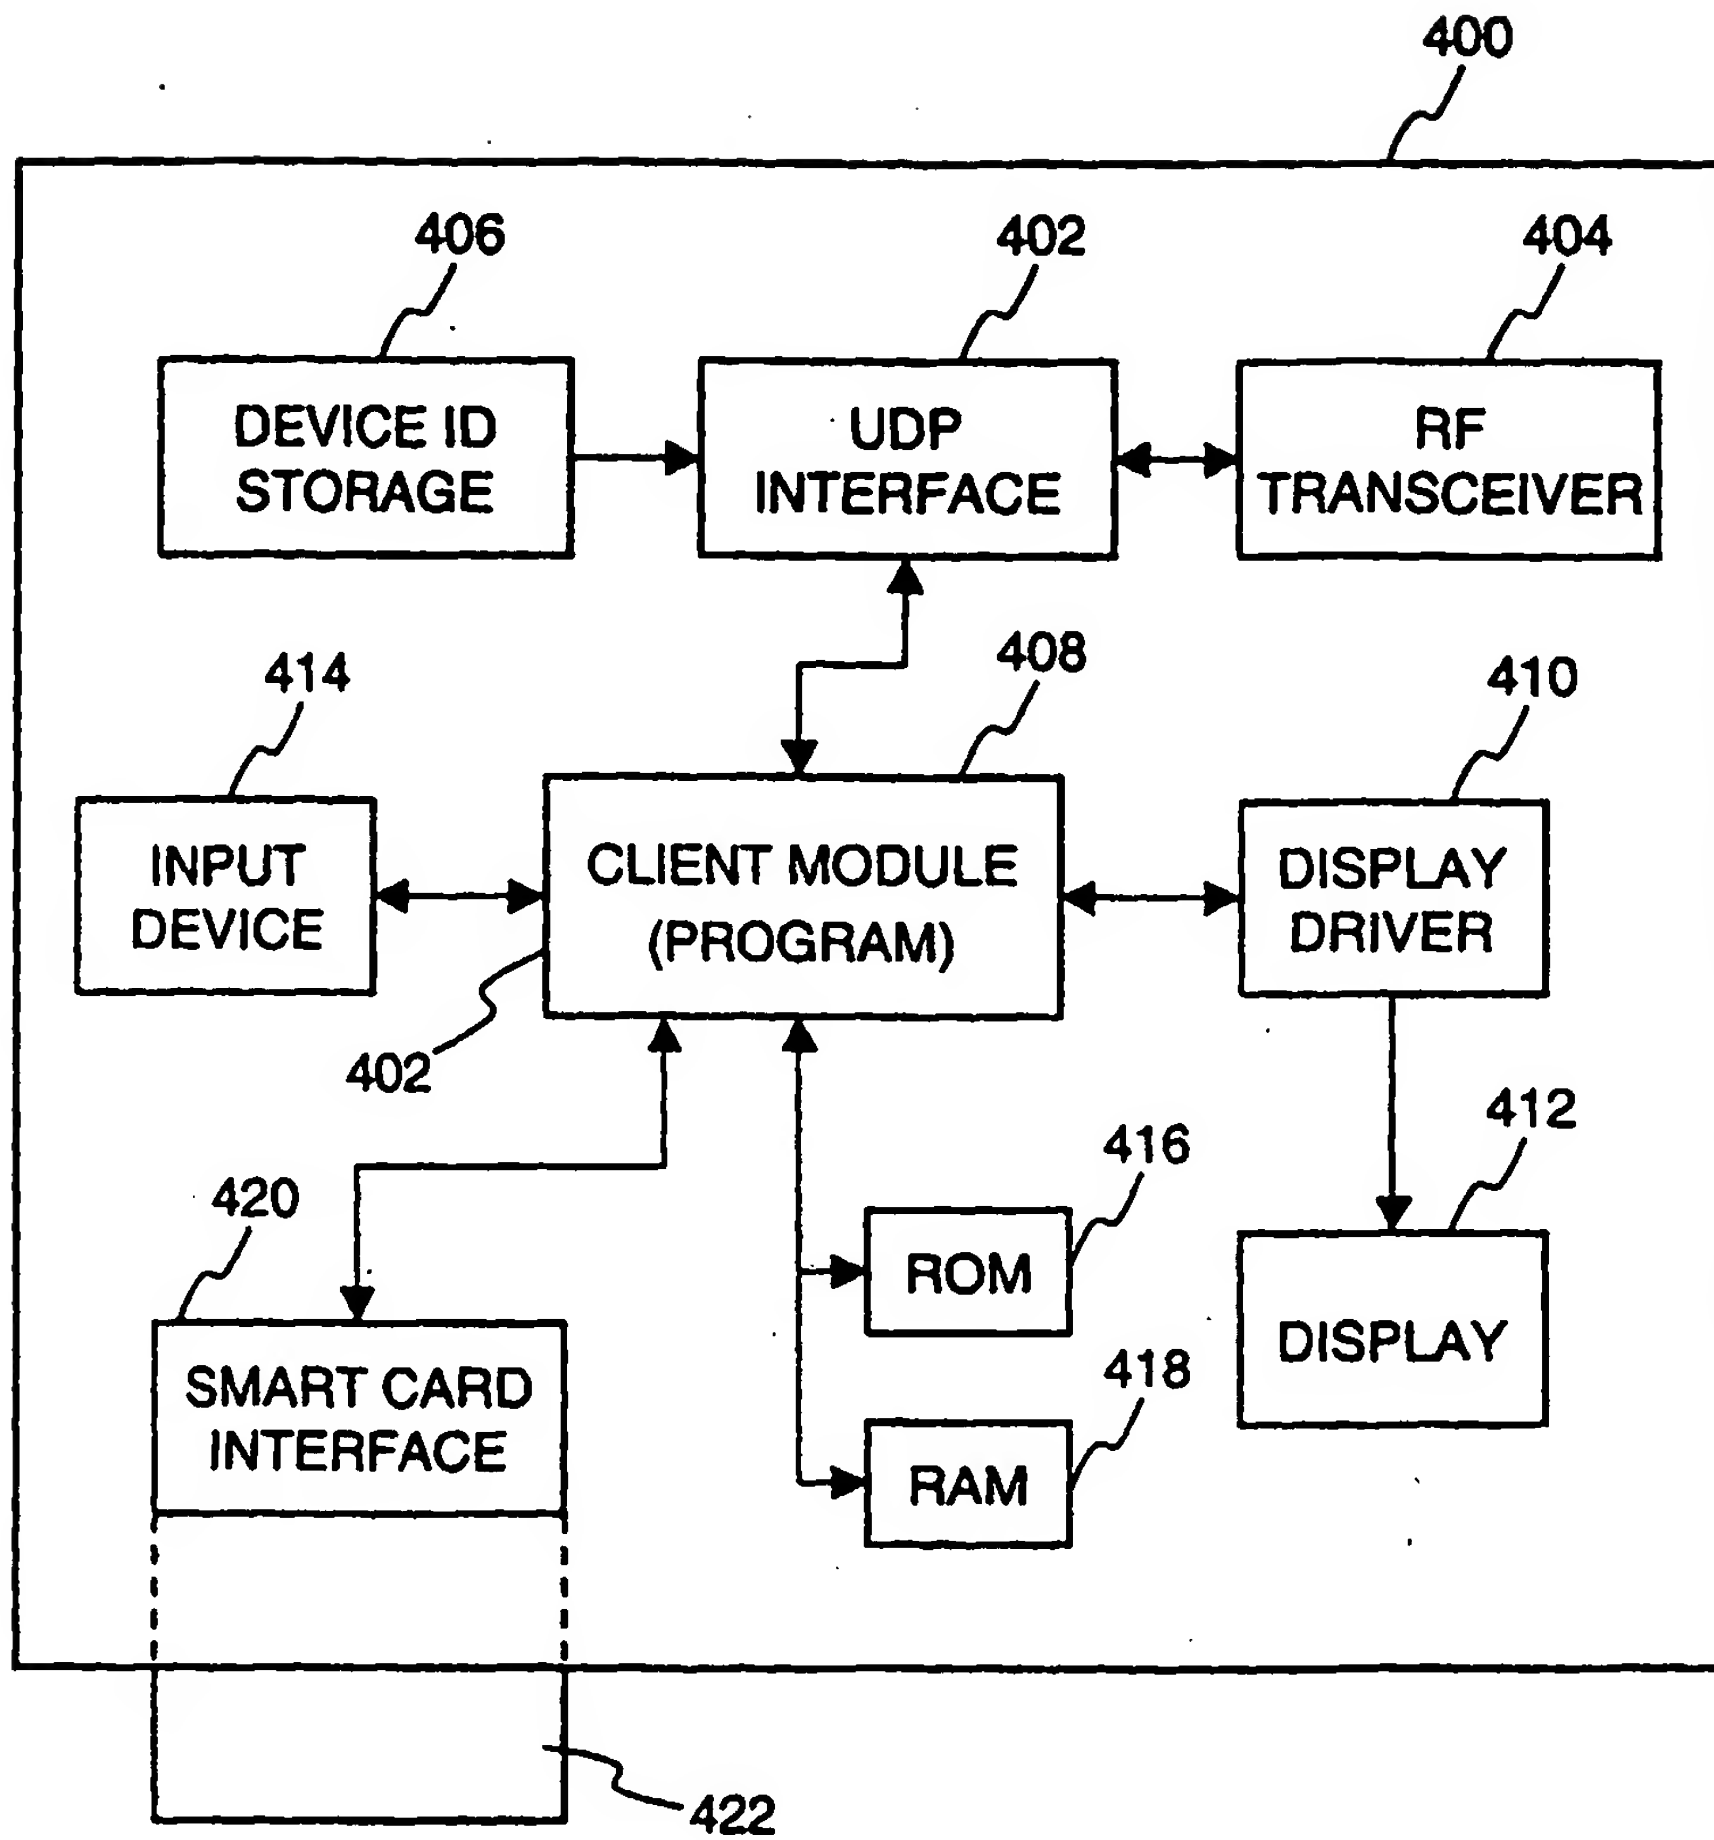 400
406
402
404
DEVICE ID
STORAGE
UDP
INTERFACE
RF
TRANSCEIVER
414
408
410
INPUT
DEVICE
CLIENT MODULE
(PROGRAM)
DISPLAY
DRIVER
402
412
416
420
ROM
DISPLAY
SMART CARD
INTERFACE
418
RAM
422